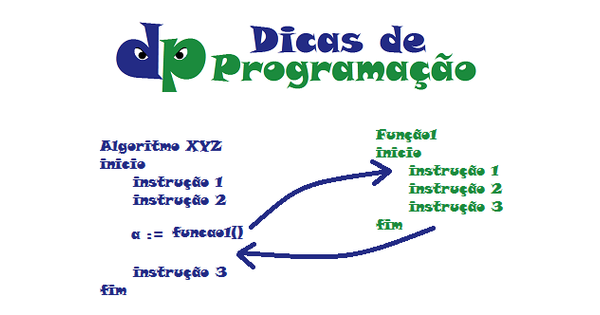 dp
Dicas de
Programação
Algoritmo XYZ
inicio
instrução 1
instrução 2
a := funcao1()
instrução 3
fim
Função1
inicio
instrução 1
instrução 2
instrução 3
fim